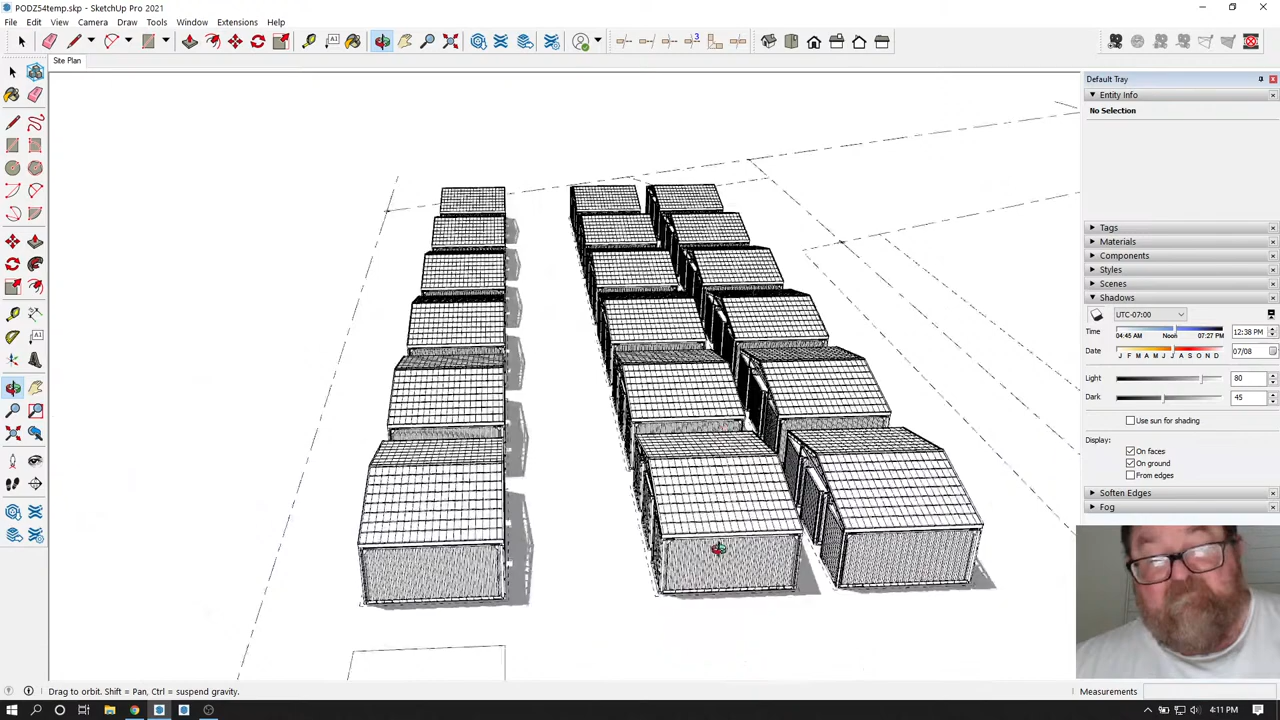 PODZ54temp.skp - SketchUp Pro 2021
File Edit View Camera Draw Tools Window Extensions Help
Site Plan
Default Tray
Entity Info
No Selection
Tags
Materials
Components
Styles
Scenes
Shadows
UTC-07:00
Time 04:45 AM Noon 07:27 PM 12:38 PM
Date J F M A M J J A S O N D 07/08
Light 80
Dark 45
Use sun for shading
Display:
On faces
On ground
From edges
Soften Edges
Fog
Drag to orbit. Shift = Pan, Ctrl = suspend gravity.
Measurements
4:11 PM